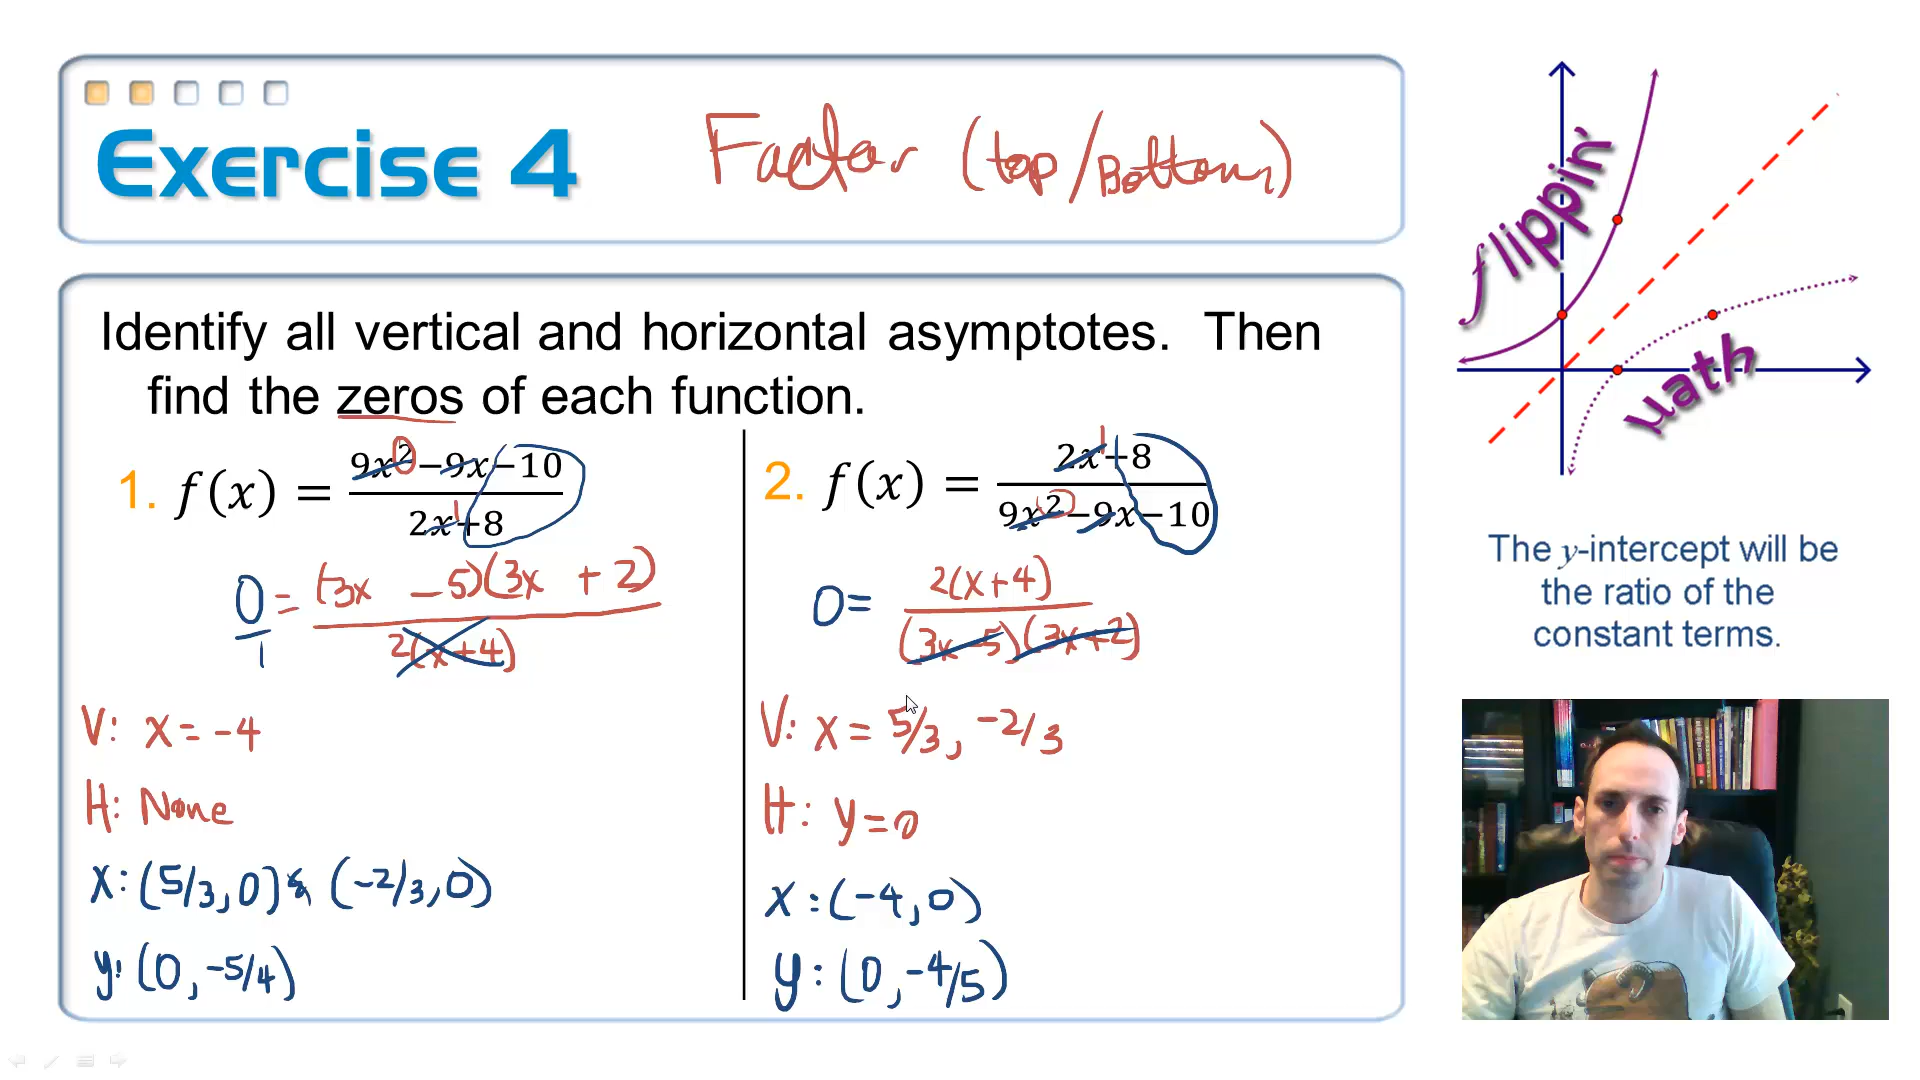 Exercise 4
Factor (top/Bottom)
Identify all vertical and horizontal asymptotes. Then
find the zeros of each function.
1. f(x) = (9x² − 9x − 10)/(2x + 8)
0 1
0/1 = (3x − 5)(3x + 2)/2(x + 4)
V: x = −4
H: None
x: (5/3, 0) & (−2/3, 0)
y: (0, −5/4)
2. f(x) = (2x + 8)/(9x² − 9x − 10)
1
0 = 2(x + 4)/(3x − 5)(3x + 2)
V: x = 5/3, −2/3
H: y = 0
x: (−4, 0)
y: (0, −4/5)
flippin'
math
The y-intercept will be
the ratio of the
constant terms.